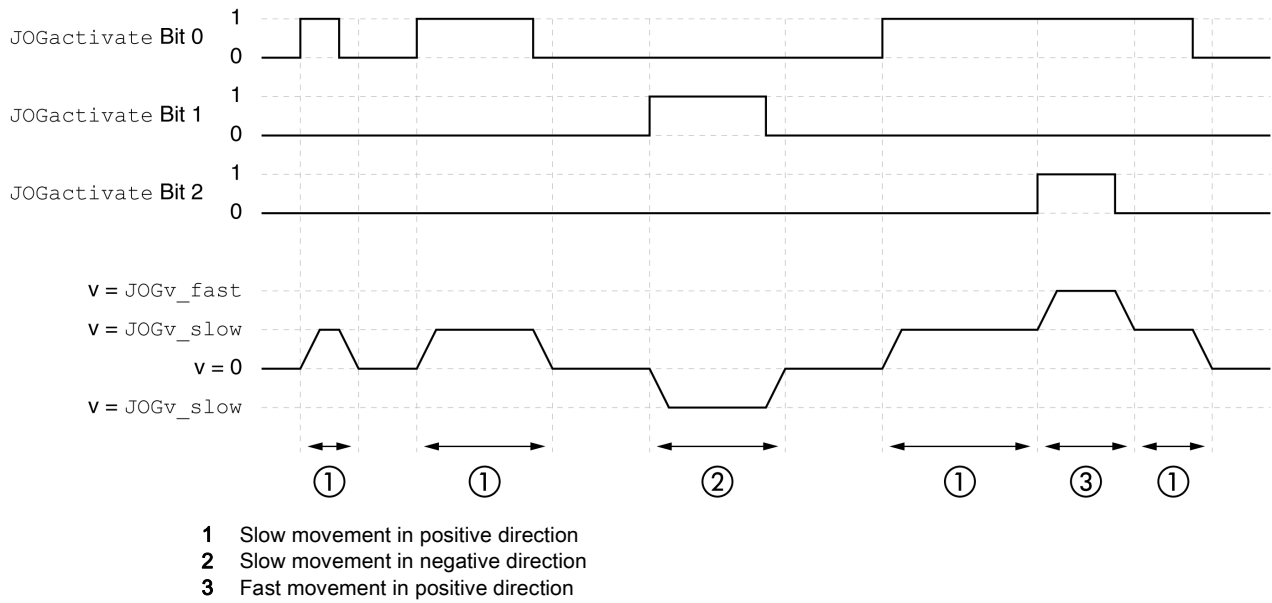 1
JOGactivate Bit 0
0
1
JOGactivate Bit 1
0
1
JOGactivate Bit 2
0
v = JOGv_fast
v = JOGv_slow
v = 0
v = JOGv_slow
1 1 2 1 3 1
1 Slow movement in positive direction
2 Slow movement in negative direction
3 Fast movement in positive direction